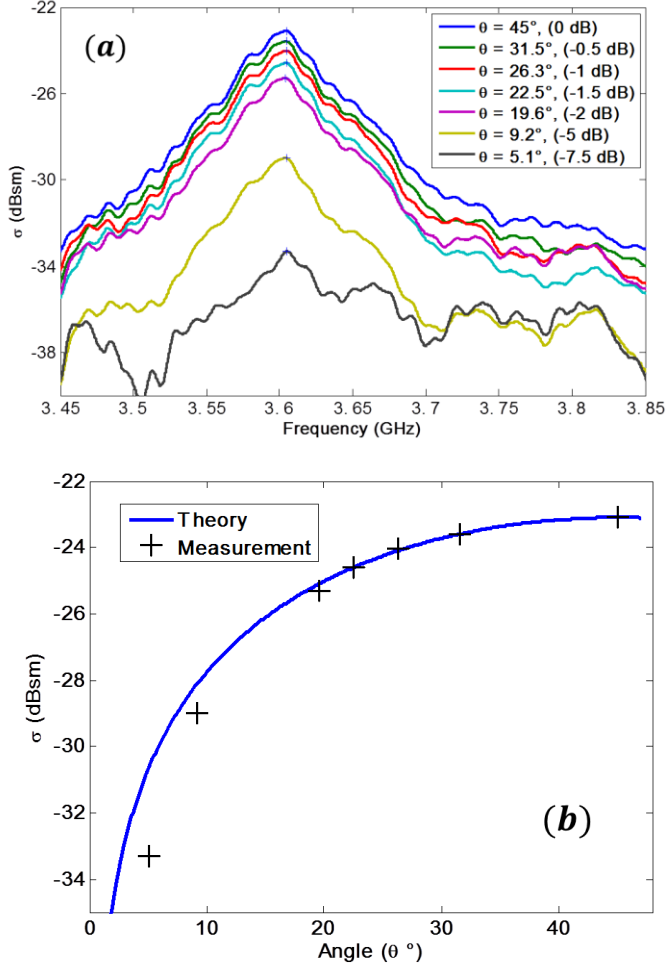 -22
-26
-30
-34
-38
σ (dBsm)
(a)
θ = 45°, (0 dB)
θ = 31.5°, (-0.5 dB)
θ = 26.3°, (-1 dB)
θ = 22.5°, (-1.5 dB)
θ = 19.6°, (-2 dB)
θ = 9.2°, (-5 dB)
θ = 5.1°, (-7.5 dB)
3.45 3.5 3.55 3.6 3.65 3.7 3.75 3.8 3.85
Frequency (GHz)
-22
-24
-26
-28
-30
-32
-34
σ (dBsm)
Theory
Measurement
(b)
0 10 20 30 40
Angle (θ °)